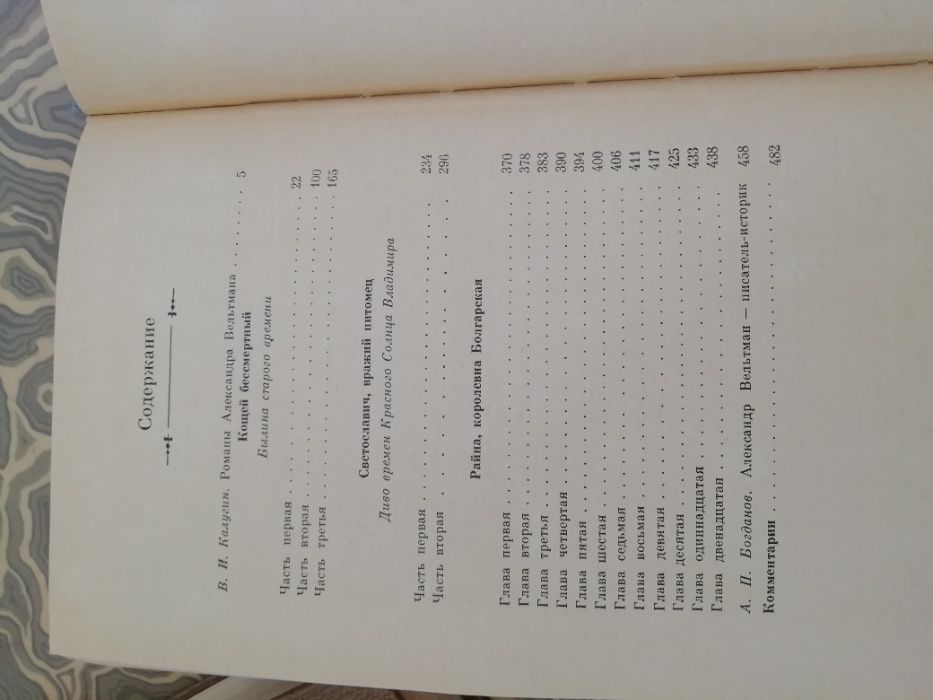 Содержание
В. И. Калугин. Романы Александра Вельтмана . . . . . . . . 5
Кощей бессмертный
Былина старого времени
Часть первая . . . . . . . . . . . . . . . . . . . . 22
Часть вторая . . . . . . . . . . . . . . . . . . . . 100
Часть третья . . . . . . . . . . . . . . . . . . . . 165
Светославич, вражий питомец
Диво времен Красного Солнца Владимира
Часть первая . . . . . . . . . . . . . . . . . . . . 234
Часть вторая . . . . . . . . . . . . . . . . . . . . 296
Райна, королевна Болгарская
Глава первая . . . . . . . . . . . . . . . . . . . . 370
Глава вторая . . . . . . . . . . . . . . . . . . . . 378
Глава третья . . . . . . . . . . . . . . . . . . . . 383
Глава четвертая . . . . . . . . . . . . . . . . . . 390
Глава пятая . . . . . . . . . . . . . . . . . . . . 394
Глава шестая . . . . . . . . . . . . . . . . . . . . 400
Глава седьмая . . . . . . . . . . . . . . . . . . . 406
Глава восьмая . . . . . . . . . . . . . . . . . . . 411
Глава девятая . . . . . . . . . . . . . . . . . . . 417
Глава десятая . . . . . . . . . . . . . . . . . . . 425
Глава одиннадцатая . . . . . . . . . . . . . . . . 433
Глава двенадцатая . . . . . . . . . . . . . . . . . 438
А. П. Богданов. Александр Вельтман — писатель-историк 458
Комментарии . . . . . . . . . . . . . . . . . . . . 482